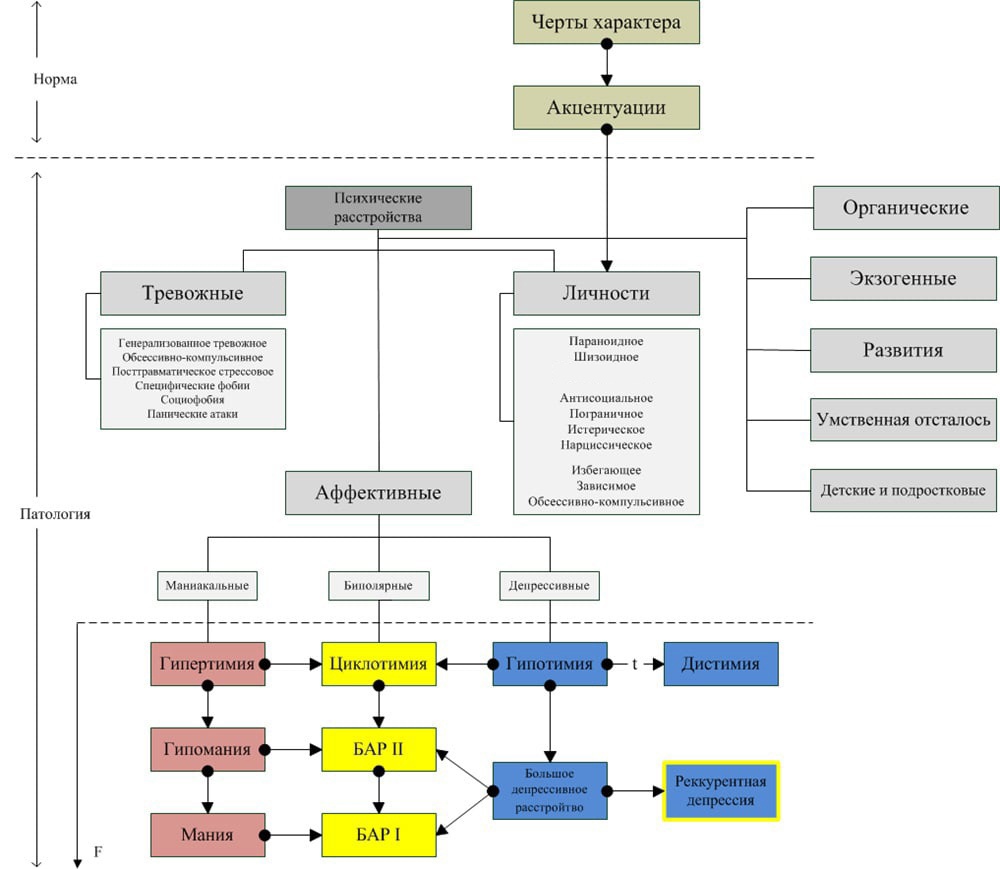 Черты характера
Норма
Акцентуации
Психические
расстройства
Органические
Тревожные
Личности
Экзогенные
Генерализованное тревожное
Обсессивно-компульсивное
Посттравматическое стрессовое
Специфические фобии
Социофобия
Панические атаки
Параноидное
Шизоидное
Антисоциальное
Пограничное
Истерическое
Нарциссическое
Избегающее
Зависимое
Обсессивно-компульсивное
Развития
Умственная отсталось
Детские и подростковые
Аффективные
Патология
Маниакальные
Биполярные
Депрессивные
Гипертимия
Циклотимия
Гипотимия
t
Дистимия
Гипомания
БАР II
Большое
депрессивное
расстройтво
Реккурентная
депрессия
Мания
БАР I
F